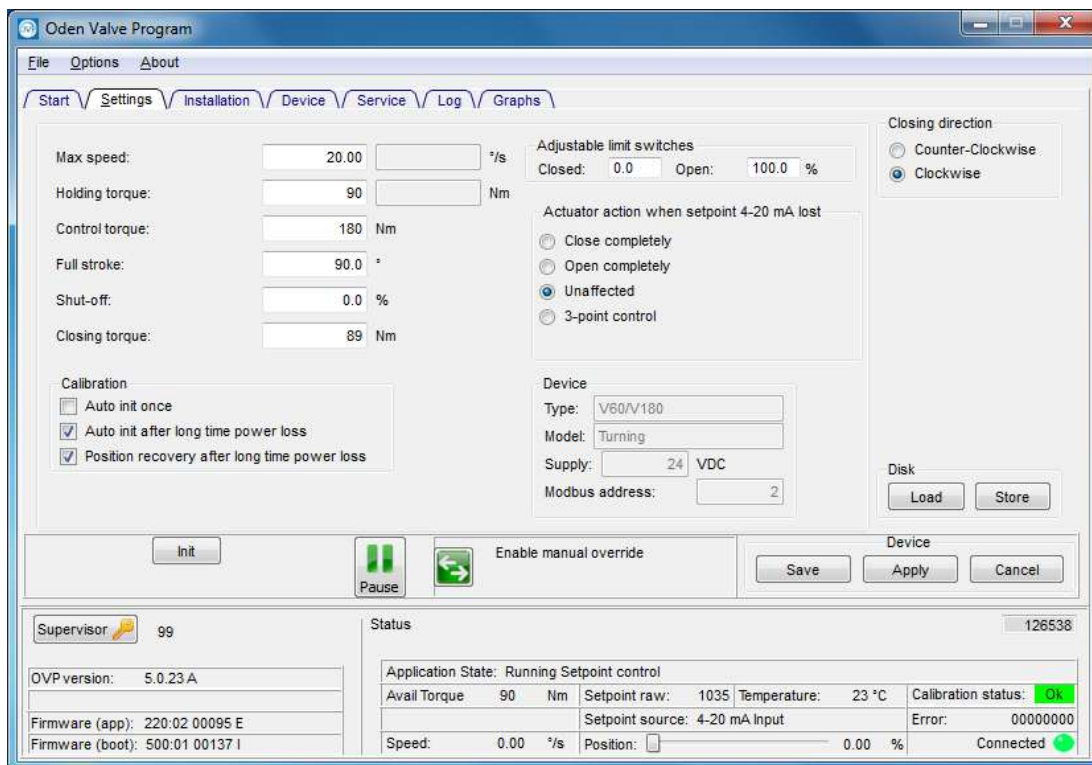 Oden Valve Program
File Options About
Start Settings Installation Device Service Log Graphs
Max speed: 20.00 °/s
Holding torque: 90 Nm
Control torque: 180 Nm
Full stroke: 90.0 °
Shut-off: 0.0 %
Closing torque: 89 Nm
Calibration
Auto init once
Auto init after long time power loss
Position recovery after long time power loss
Adjustable limit switches
Closed: 0.0 Open: 100.0 %
Actuator action when setpoint 4-20 mA lost
Close completely
Open completely
Unaffected
3-point control
Device
Type: V60/V180
Model: Turning
Supply: 24 VDC
Modbus address: 2
Closing direction
Counter-Clockwise
Clockwise
Disk
Load Store
Init
Pause
Enable manual override
Device
Save Apply Cancel
Supervisor 99
OVP version: 5.0.23 A
Firmware (app): 220:02 00095 E
Firmware (boot): 500:01 00137 I
Status 126538
Application State: Running Setpoint control
Avail Torque 90 Nm Setpoint raw: 1035 Temperature: 23 °C Calibration status: Ok
Setpoint source: 4-20 mA Input Error: 00000000
Speed: 0.00 °/s Position: 0.00 % Connected